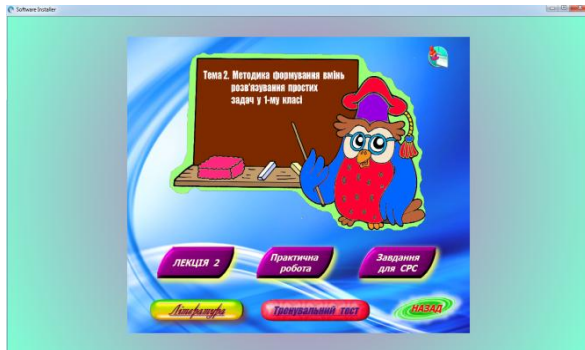 Software Installer
Тема 2. Методика формування вмінь
розв'язування простих
задач у 1-му класі
ЛЕКЦІЯ 2
Практична
робота
Завдання
для СРС
Література
Тренувальний тест
НАЗАД